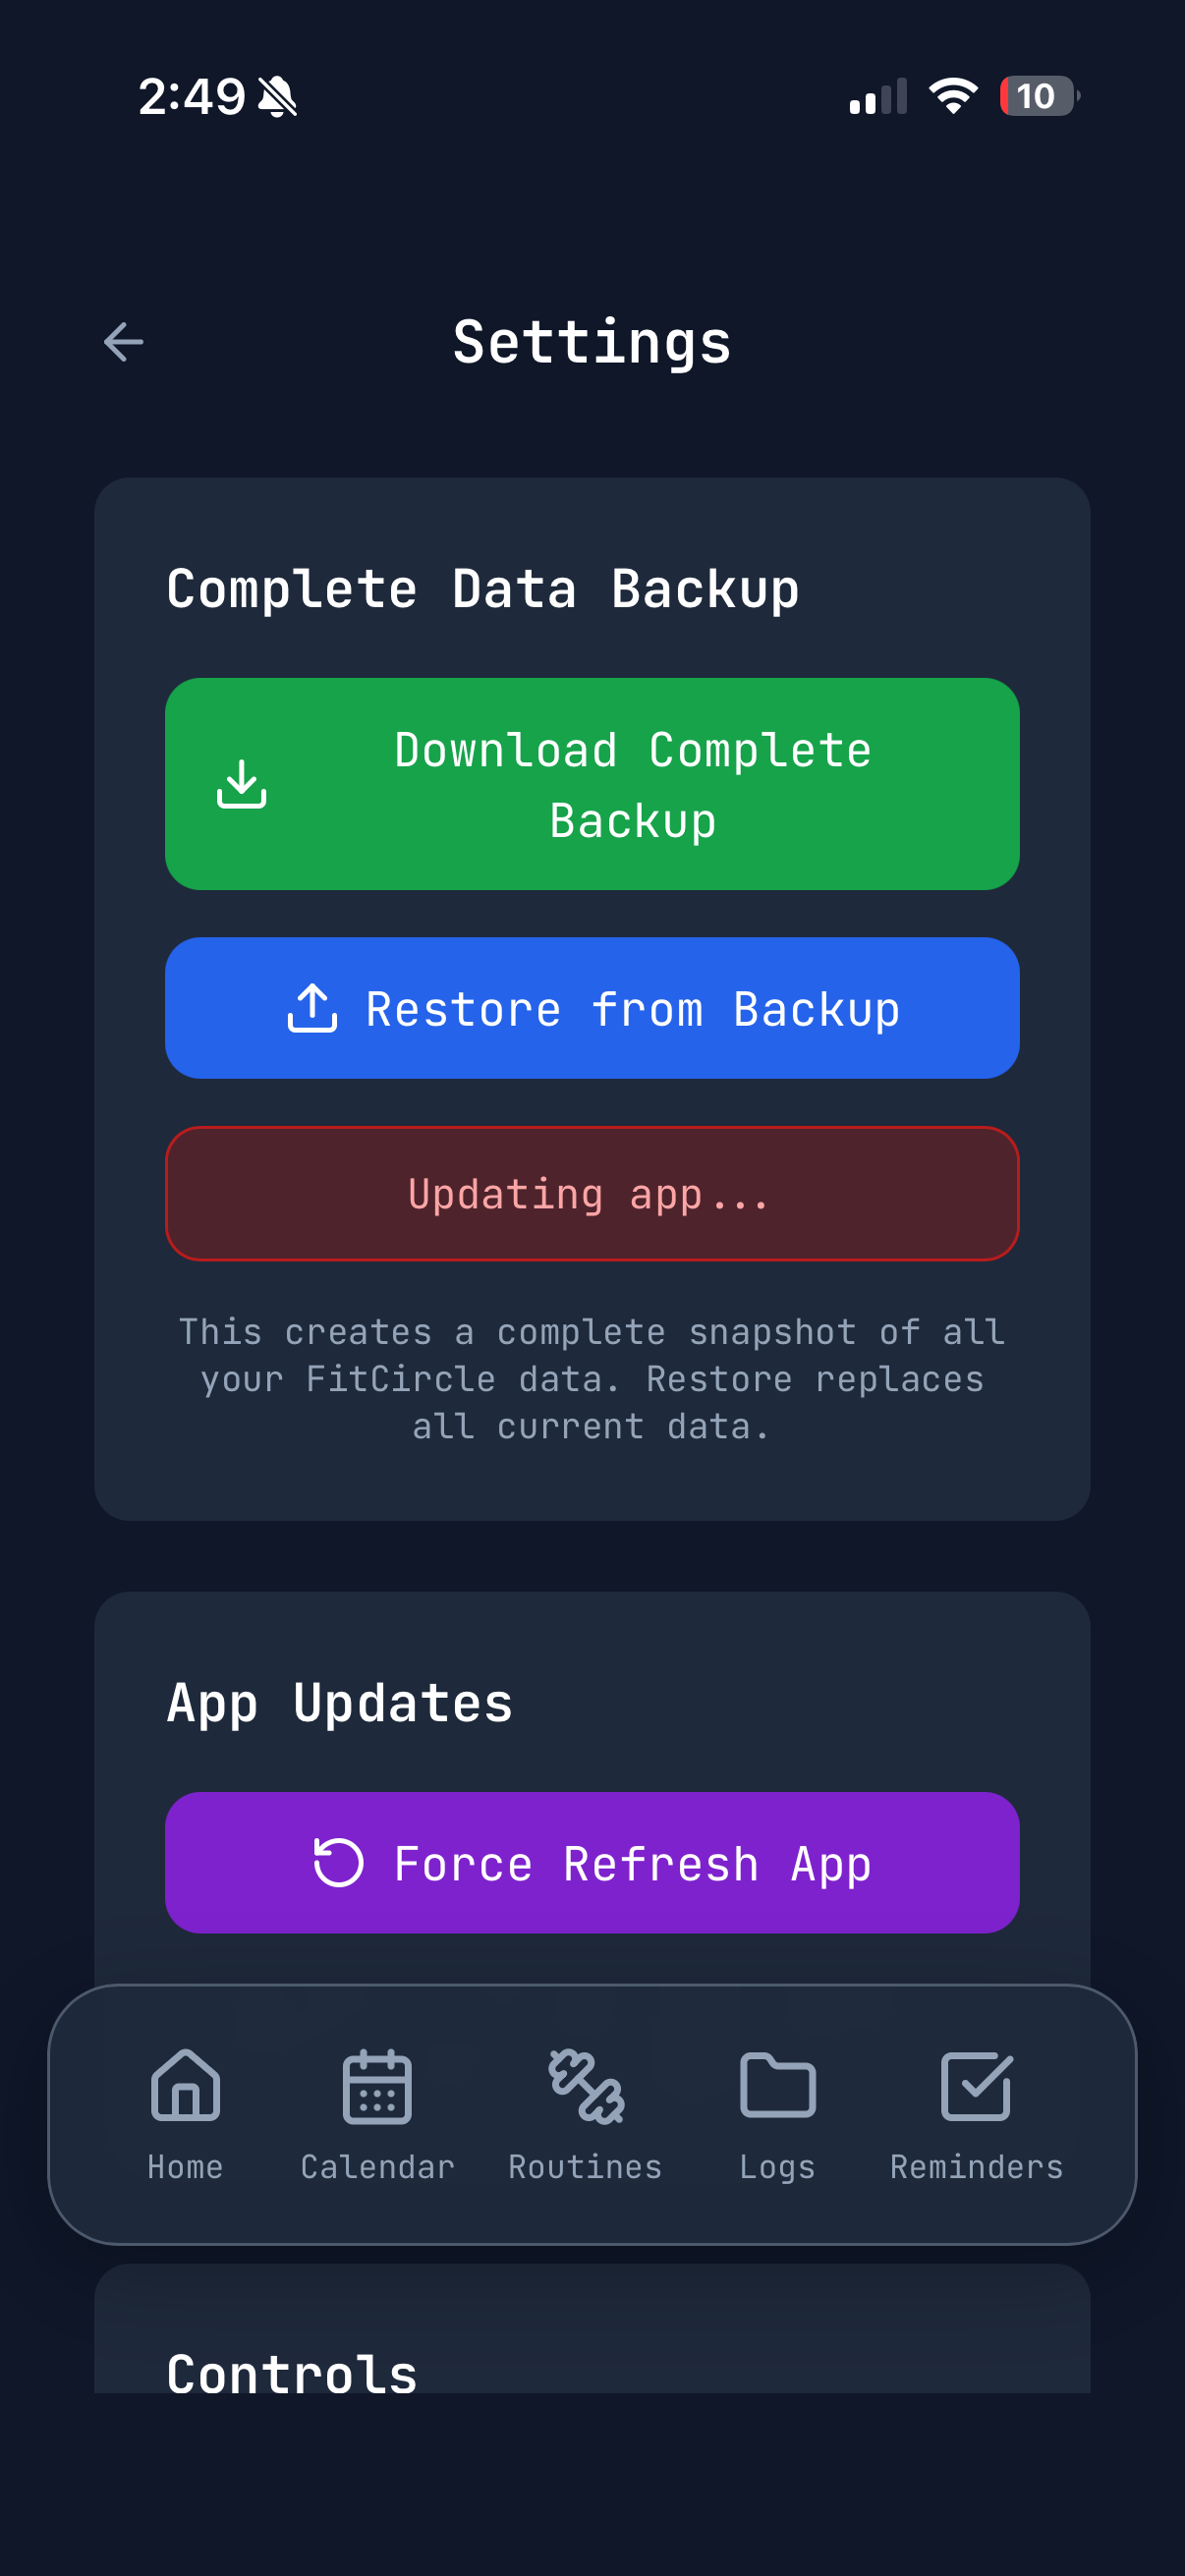 2:49
10
Settings
Complete Data Backup
Download Complete
Backup
Restore from Backup
Updating app...
This creates a complete snapshot of all
your FitCircle data. Restore replaces
all current data.
App Updates
Force Refresh App
Home
Calendar
Routines
Logs
Reminders
Controls